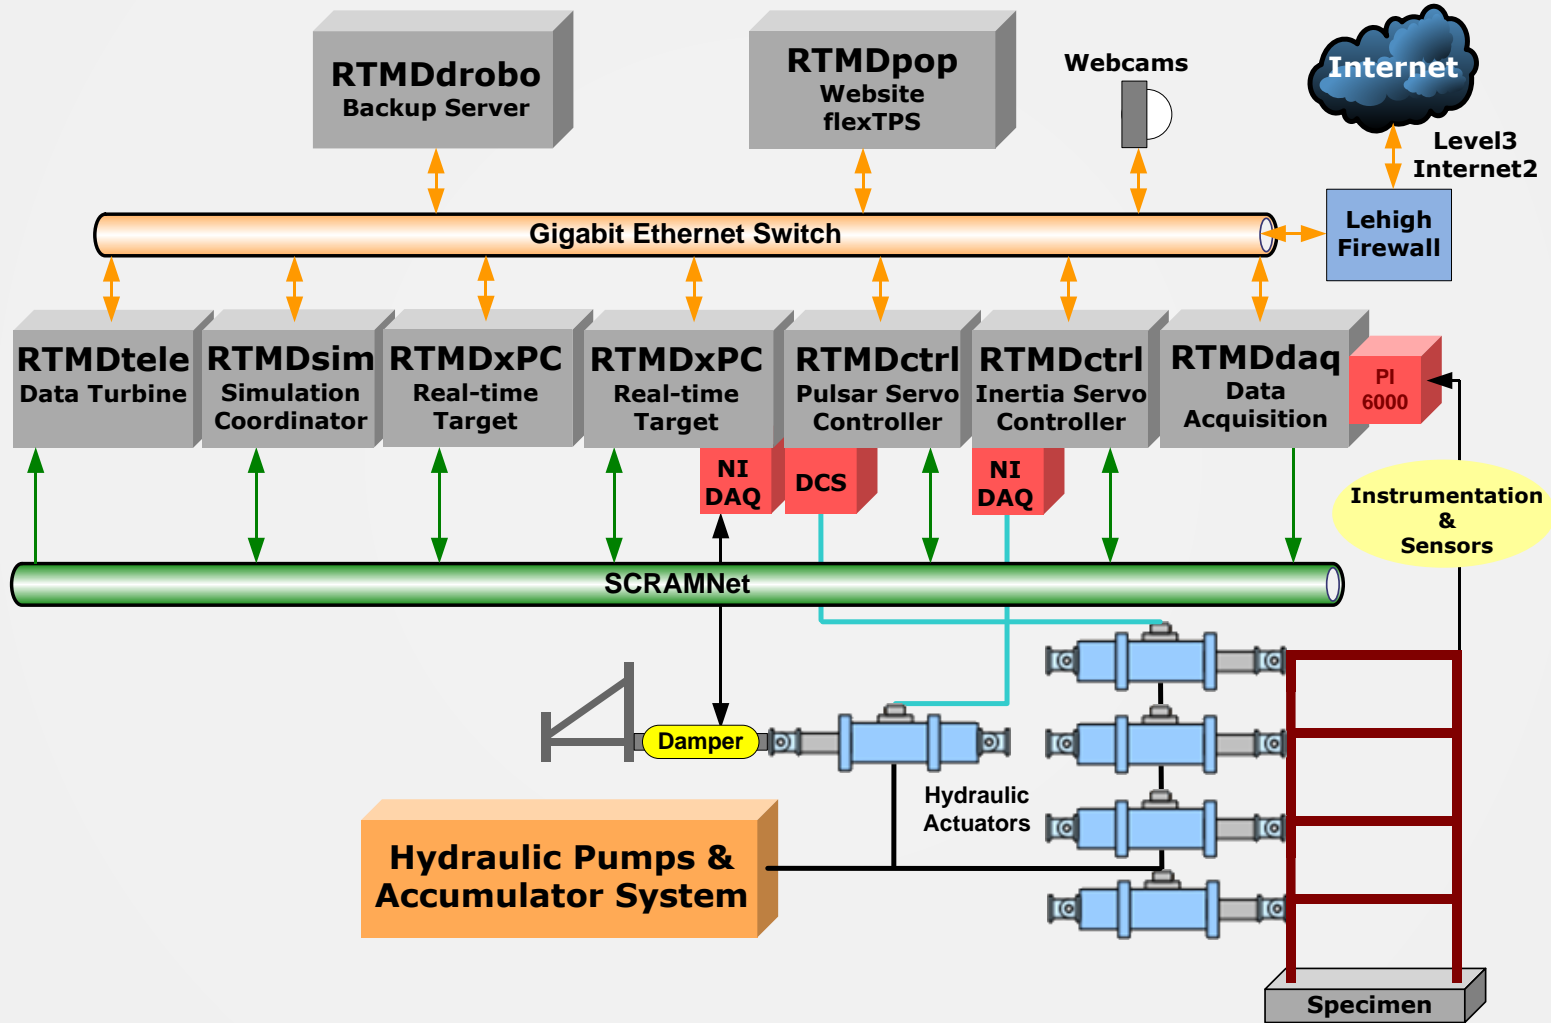 RTMDdrobo
Backup Server
RTMDpop
Website
flexTPS
Webcams
Internet
Level3
Internet2
Gigabit Ethernet Switch
Lehigh
Firewall
RTMDtele
Data Turbine
RTMDsim
Simulation
Coordinator
RTMDxPC
Real-time
Target
RTMDxPC
Real-time
Target
RTMDctrl
Pulsar Servo
Controller
RTMDctrl
Inertia Servo
Controller
RTMDdaq
Data
Acquisition
PI
6000
NI
DAQ
DCS
NI
DAQ
Instrumentation
&
Sensors
SCRAMNet
Damper
Hydraulic
Actuators
Hydraulic Pumps &
Accumulator System
Specimen